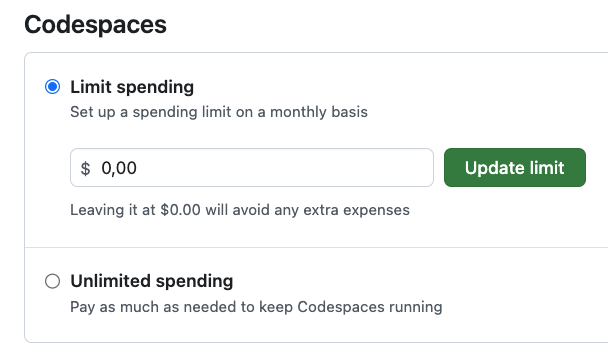 Codespaces
Limit spending
Set up a spending limit on a monthly basis
$ 0,00
Update limit
Leaving it at $0.00 will avoid any extra expenses
Unlimited spending
Pay as much as needed to keep Codespaces running